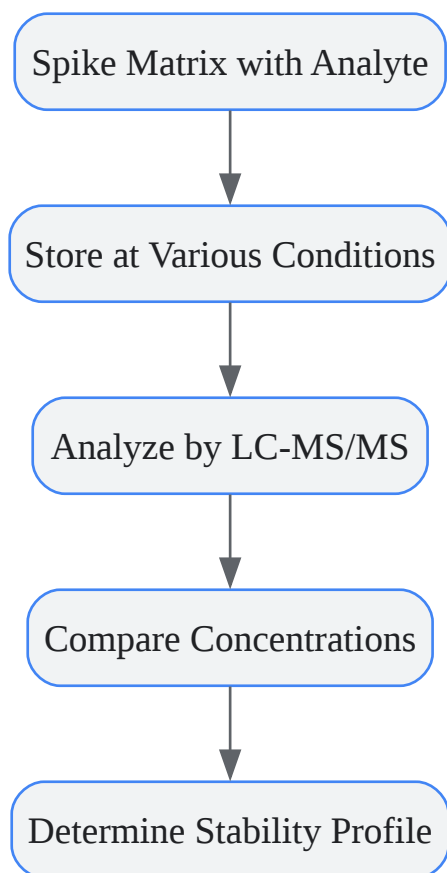 Spike Matrix with Analyte
Store at Various Conditions
Analyze by LC-MS/MS
Compare Concentrations
Determine Stability Profile